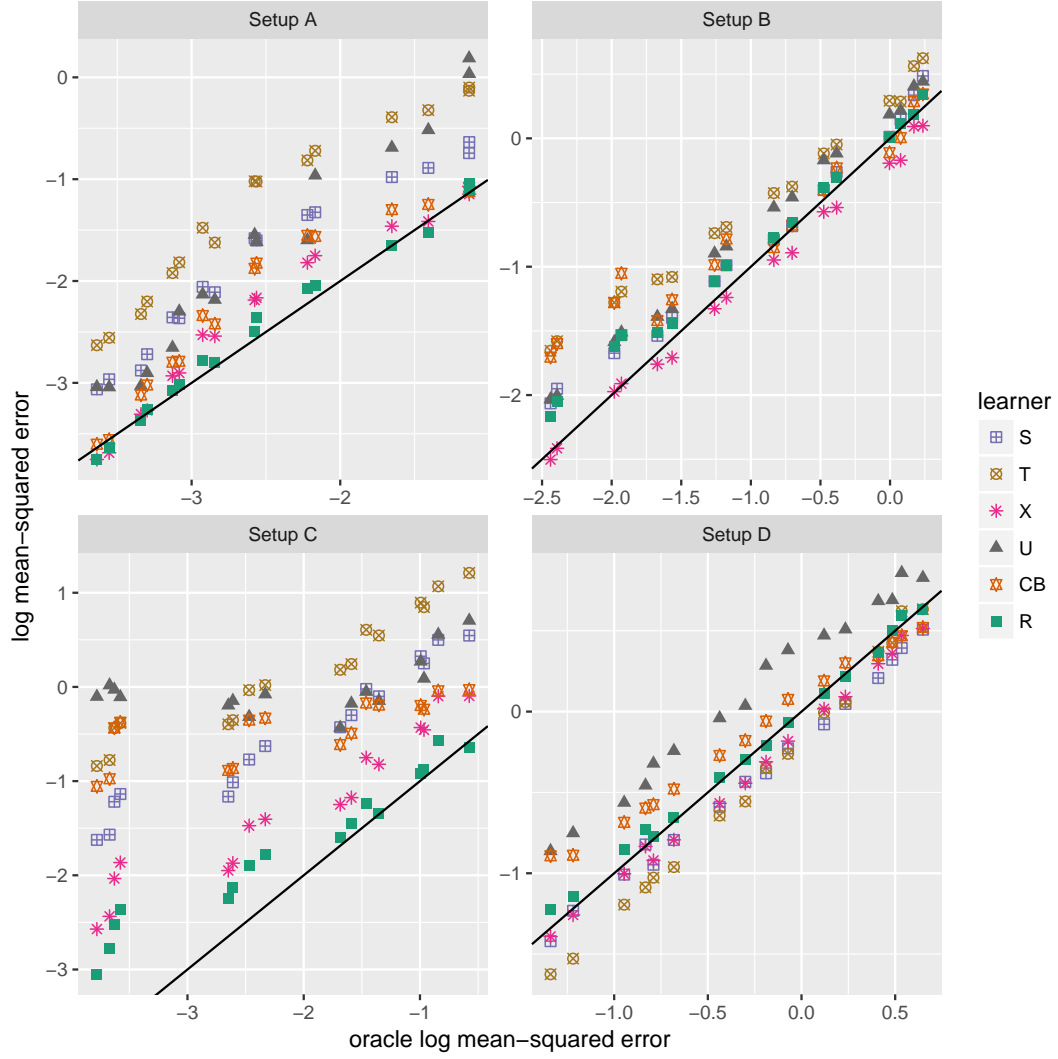 Setup A
Setup B
0
−1
−2
−3
−3
−2
0
−1
−2
−2.5
−2.0
−1.5
−1.0
−0.5
0.0
Setup C
Setup D
1
0
−1
−2
−3
−3
−2
−1
0
−1
−1.0
−0.5
0.0
0.5
log mean−squared error
oracle log mean−squared error
learner
S
T
X
U
CB
R